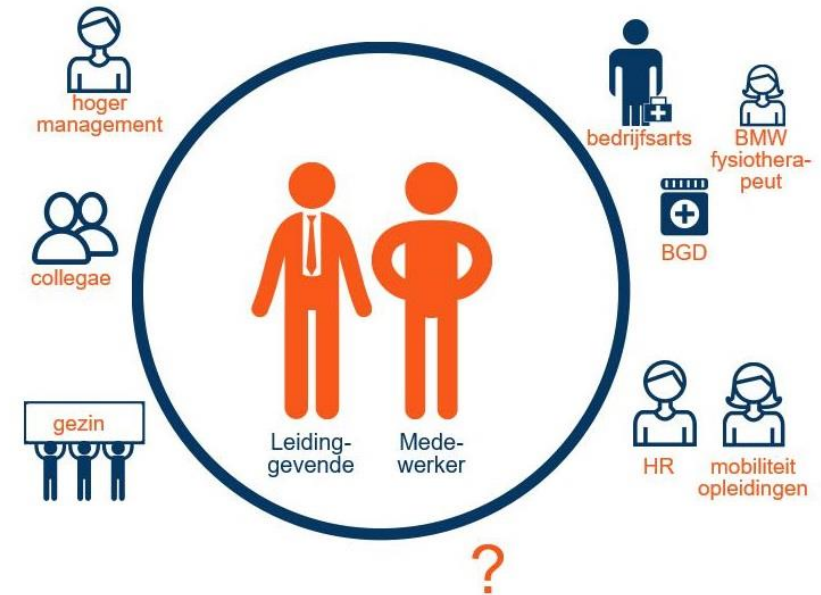 hoger
management
collegae
gezin
Leiding-
gevende
Mede-
werker
bedrijfsarts
BMW
fysiothera-
peut
BGD
HR
mobiliteit
opleidingen
?